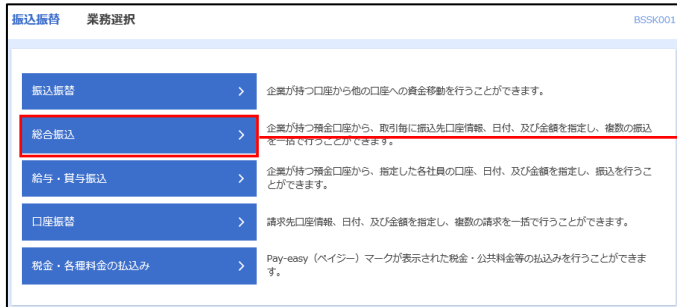 振込振替 業務選択 BSSK001
振込振替 企業が持つ口座から他の口座への資金移動を行うことができます。
総合振込 企業が持つ預金口座から、取引毎に振込先口座情報、日付、及び金額を指定し、複数の振込
を一括で行うことができます。
給与・賞与振込 企業が持つ預金口座から、指定した各社員の口座、日付、及び金額を指定し、振込を行うこ
とができます。
口座振替 請求先口座情報、日付、及び金額を指定し、複数の請求を一括で行うことができます。
税金・各種料金の払込み Pay-easy（ペイジー）マークが表示された税金・公共料金等の払込みを行うことができま
す。